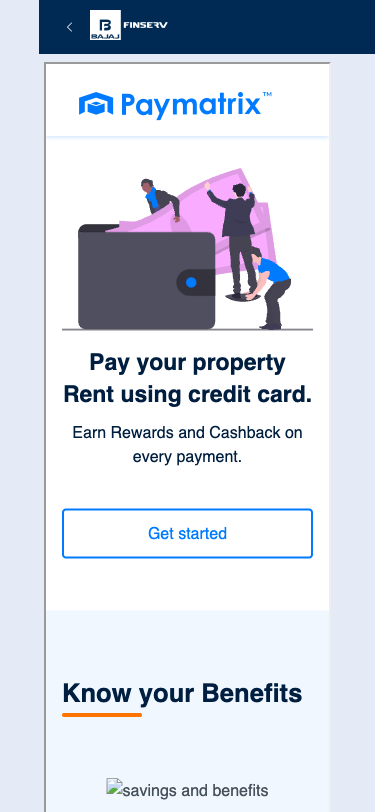 BAJAJ FINSERV
Paymatrix™
Pay your property
Rent using credit card.
Earn Rewards and Cashback on
every payment.
Get started
Know your Benefits
savings and benefits